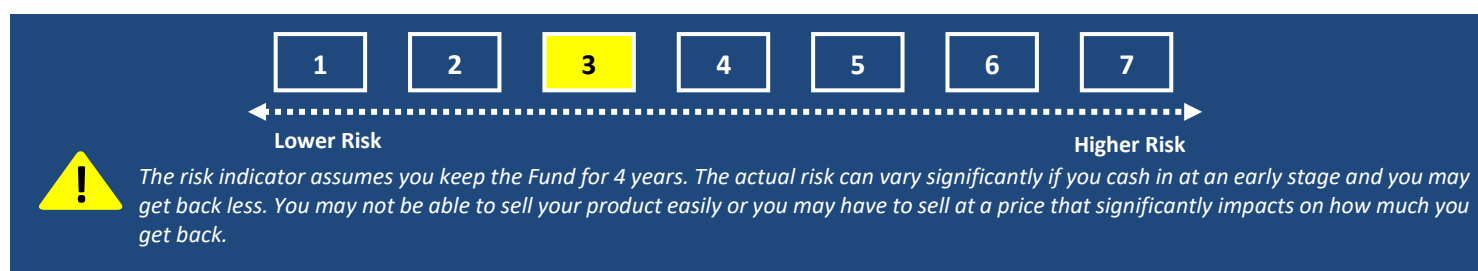 1 2 3 4 5 6 7
Lower Risk Higher Risk
!
The risk indicator assumes you keep the Fund for 4 years. The actual risk can vary significantly if you cash in at an early stage and you may
get back less. You may not be able to sell your product easily or you may have to sell at a price that significantly impacts on how much you
get back.